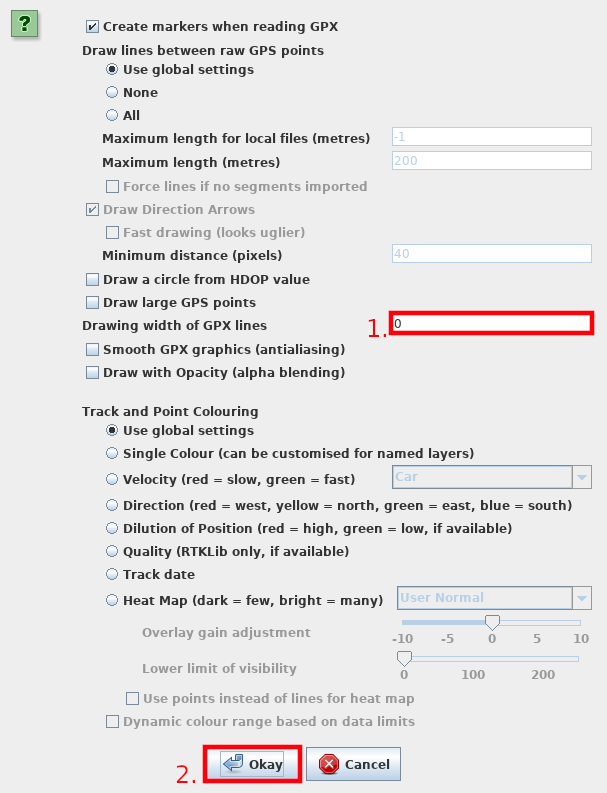 ?
Create markers when reading GPX
Draw lines between raw GPS points
Use global settings
None
All
Maximum length for local files (metres) -1
Maximum length (metres) 200
Force lines if no segments imported
Draw Direction Arrows
Fast drawing (looks uglier)
Minimum distance (pixels) 40
Draw a circle from HDOP value
Draw large GPS points
Drawing width of GPX lines 1. 0
Smooth GPX graphics (antialiasing)
Draw with Opacity (alpha blending)
Track and Point Colouring
Use global settings
Single Colour (can be customised for named layers)
Velocity (red = slow, green = fast) Car
Direction (red = west, yellow = north, green = east, blue = south)
Dilution of Position (red = high, green = low, if available)
Quality (RTKLib only, if available)
Track date
Heat Map (dark = few, bright = many) User Normal
Overlay gain adjustment
-10 -5 0 5 10
Lower limit of visibility
0 100 200
Use points instead of lines for heat map
Dynamic colour range based on data limits
2. Okay Cancel